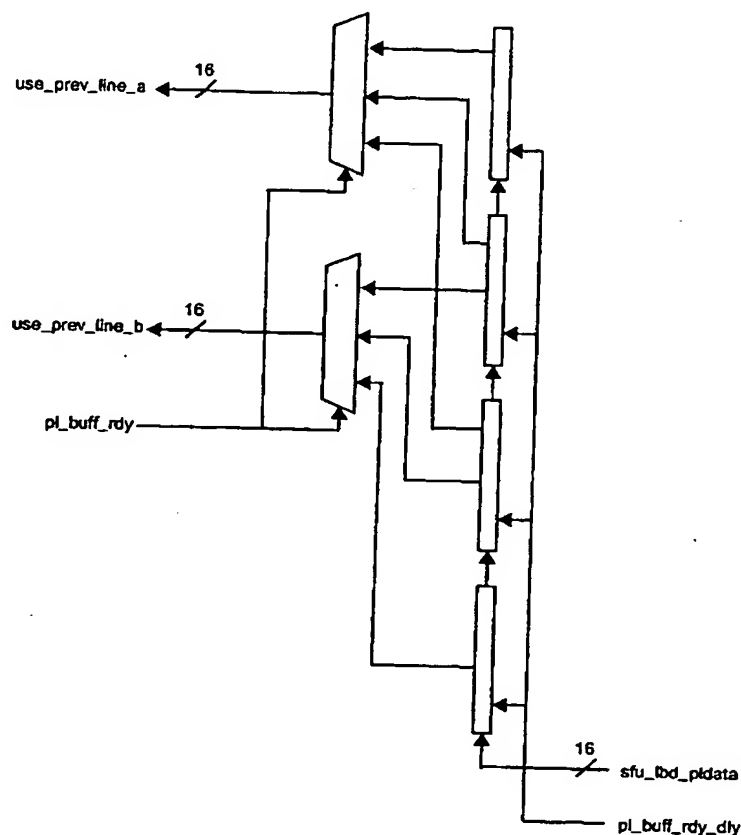 16
use_prev_line_a
16
use_prev_line_b
pl_buff_rdy
16
sfu_lbd_pldata
pl_buff_rdy_dly